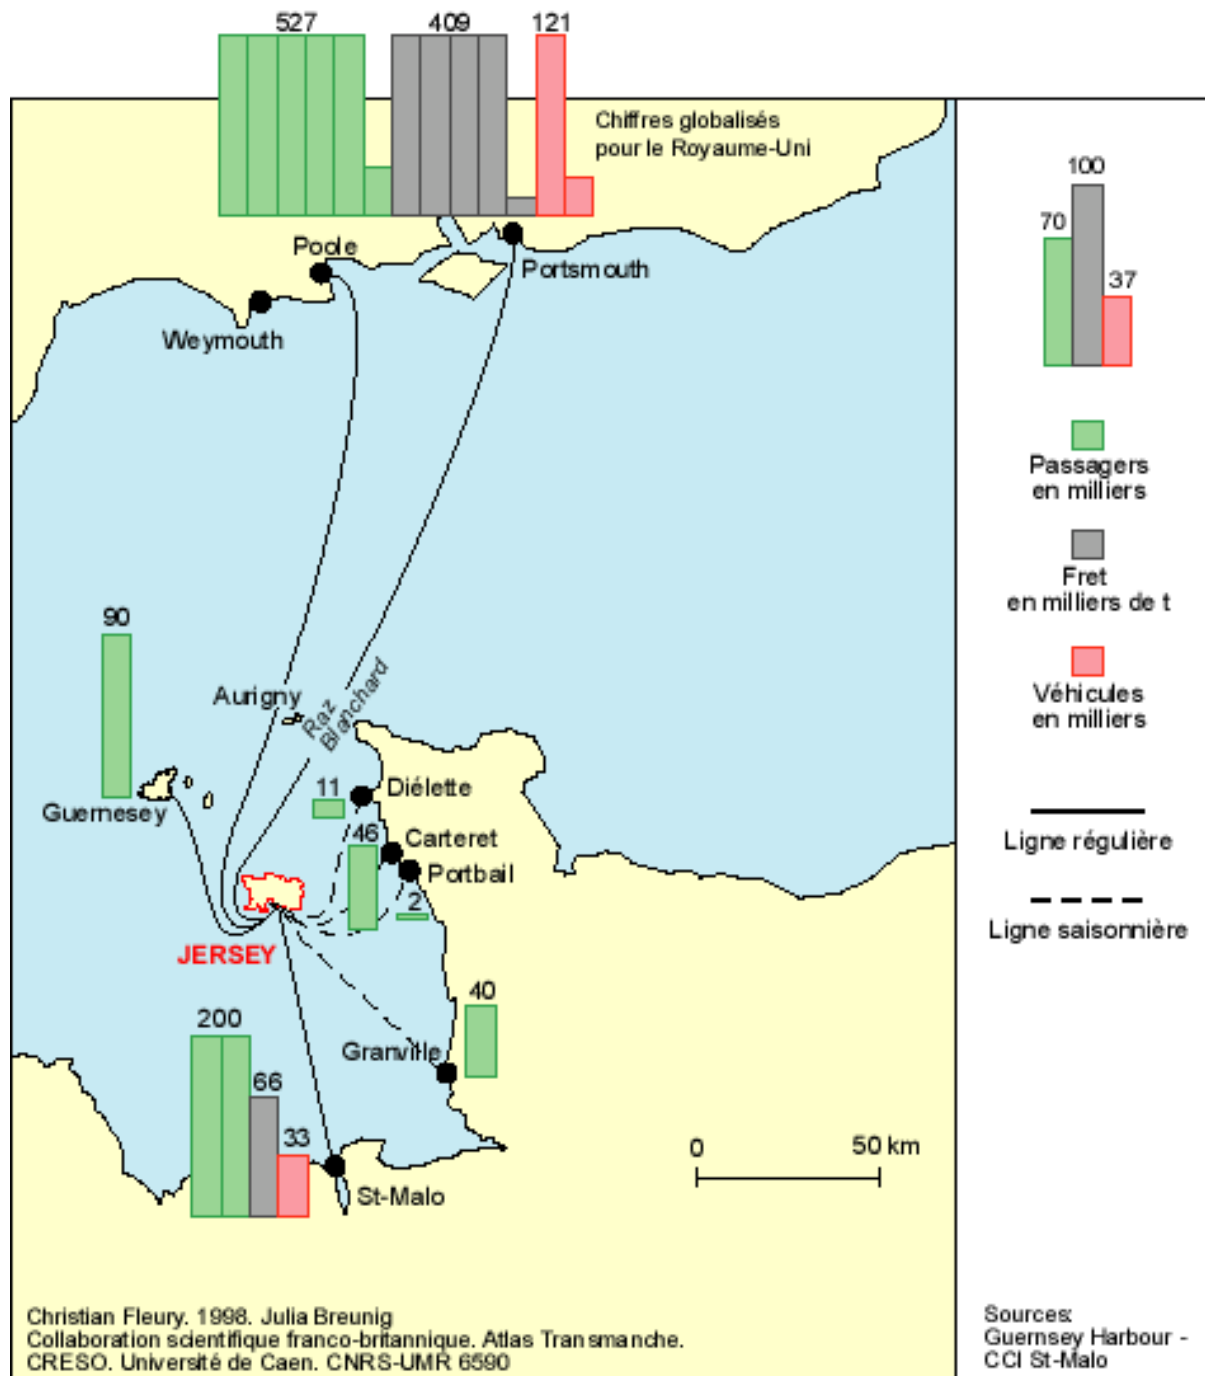 527
409
121
Chiffres globalisés
pour le Royaume-Uni
Poole
Portsmouth
Weymouth
90
Aurigny
Raz
Blanchard
11
Diélette
Guernesey
46
Carteret
Portbail
2
JERSEY
200
40
Granville
66
33
St-Malo
0
50 km
100
70
37
Passagers
en milliers
Fret
en milliers de t
Véhicules
en milliers
Ligne régulière
Ligne saisonnière
Christian Fleury. 1998. Julia Breunig
Collaboration scientifique franco-britannique. Atlas Transmanche.
CRESO. Université de Caen. CNRS-UMR 6590
Sources:
Guernsey Harbour -
CCI St-Malo